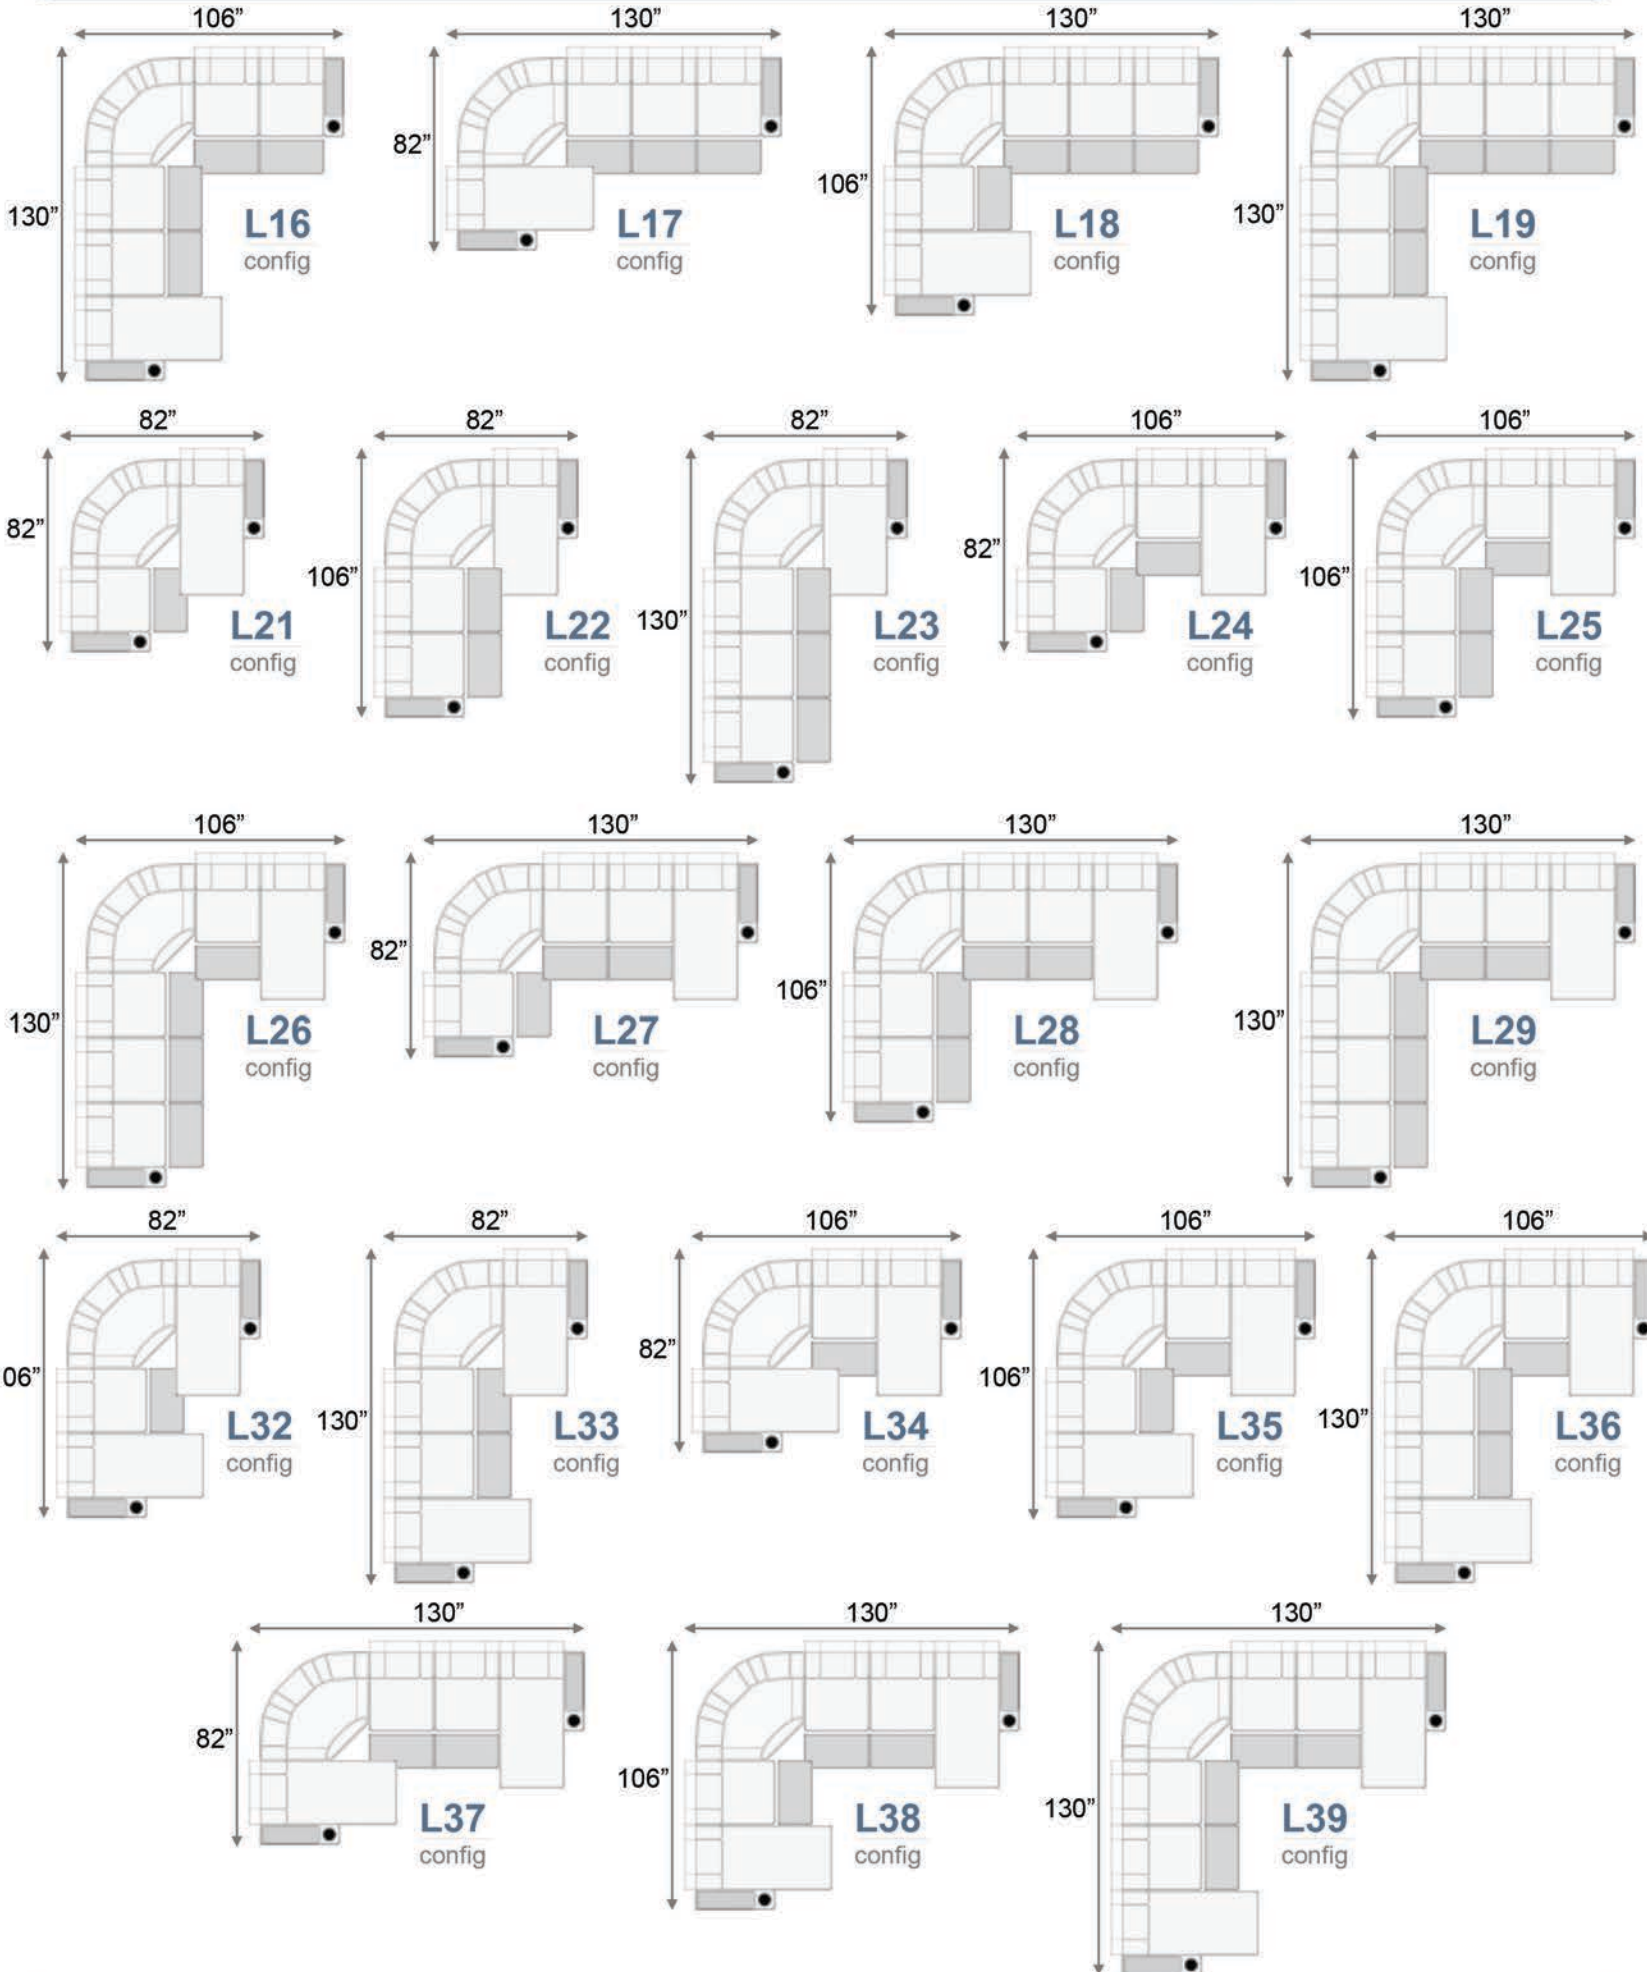 106”
130”
130”
130”
130”
82”
106”
130”
L16
config
L17
config
L18
config
L19
config
82”
82”
82”
106”
106”
82”
106”
130”
82”
106”
L21
config
L22
config
L23
config
L24
config
L25
config
106”
130”
130”
130”
130”
82”
106”
130”
L26
config
L27
config
L28
config
L29
config
82”
82”
106”
106”
106”
06”
130”
82”
106”
130”
L32
config
L33
config
L34
config
L35
config
L36
config
130”
130”
130”
82”
106”
130”
L37
config
L38
config
L39
config